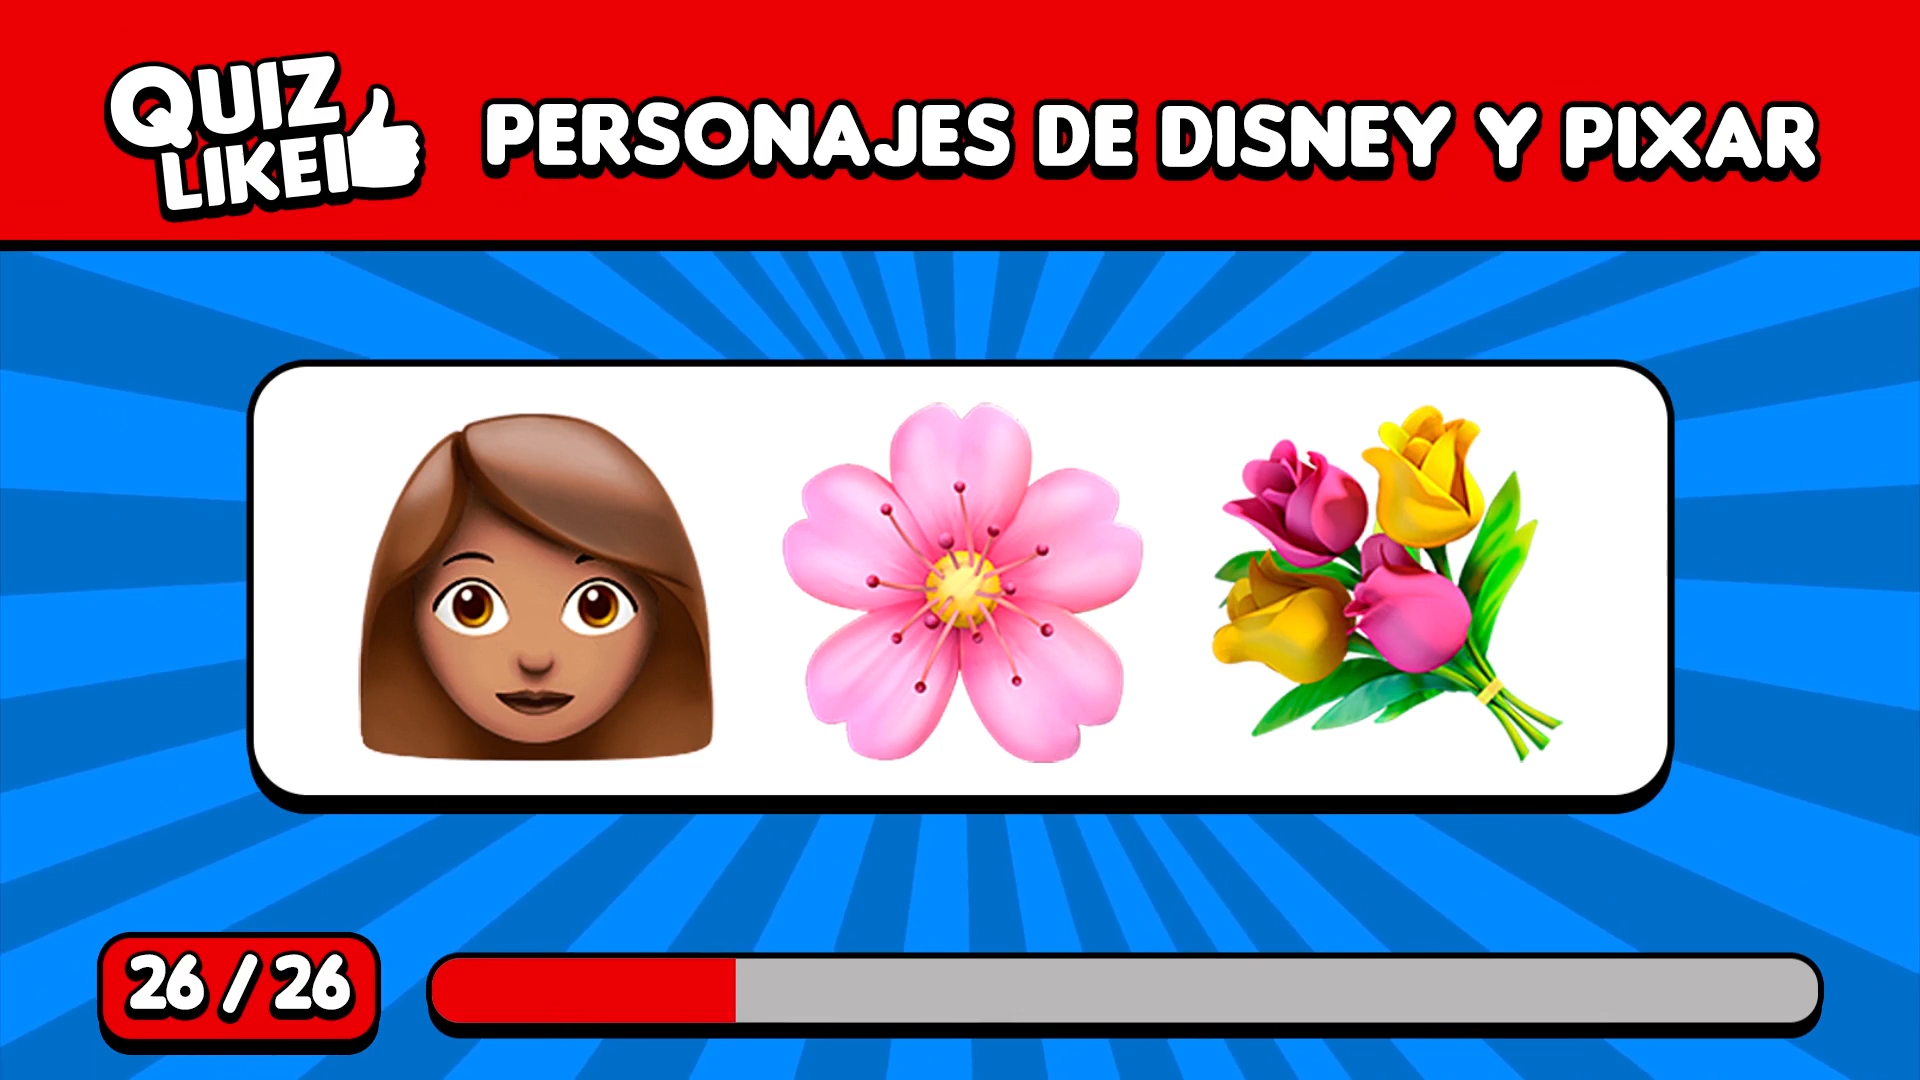 QUIZ
LIKE!
PERSONAJES DE DISNEY Y PIXAR
26 / 26